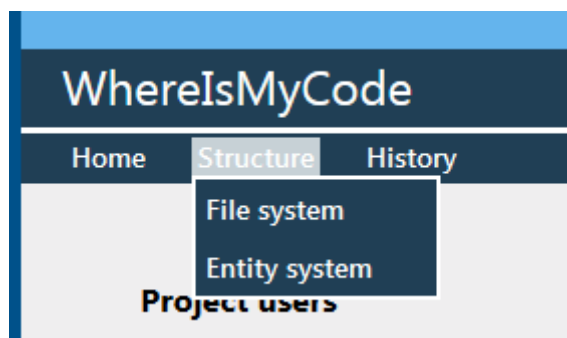 WhereIsMyCode
Home Structure History
File system
Entity system
Project users